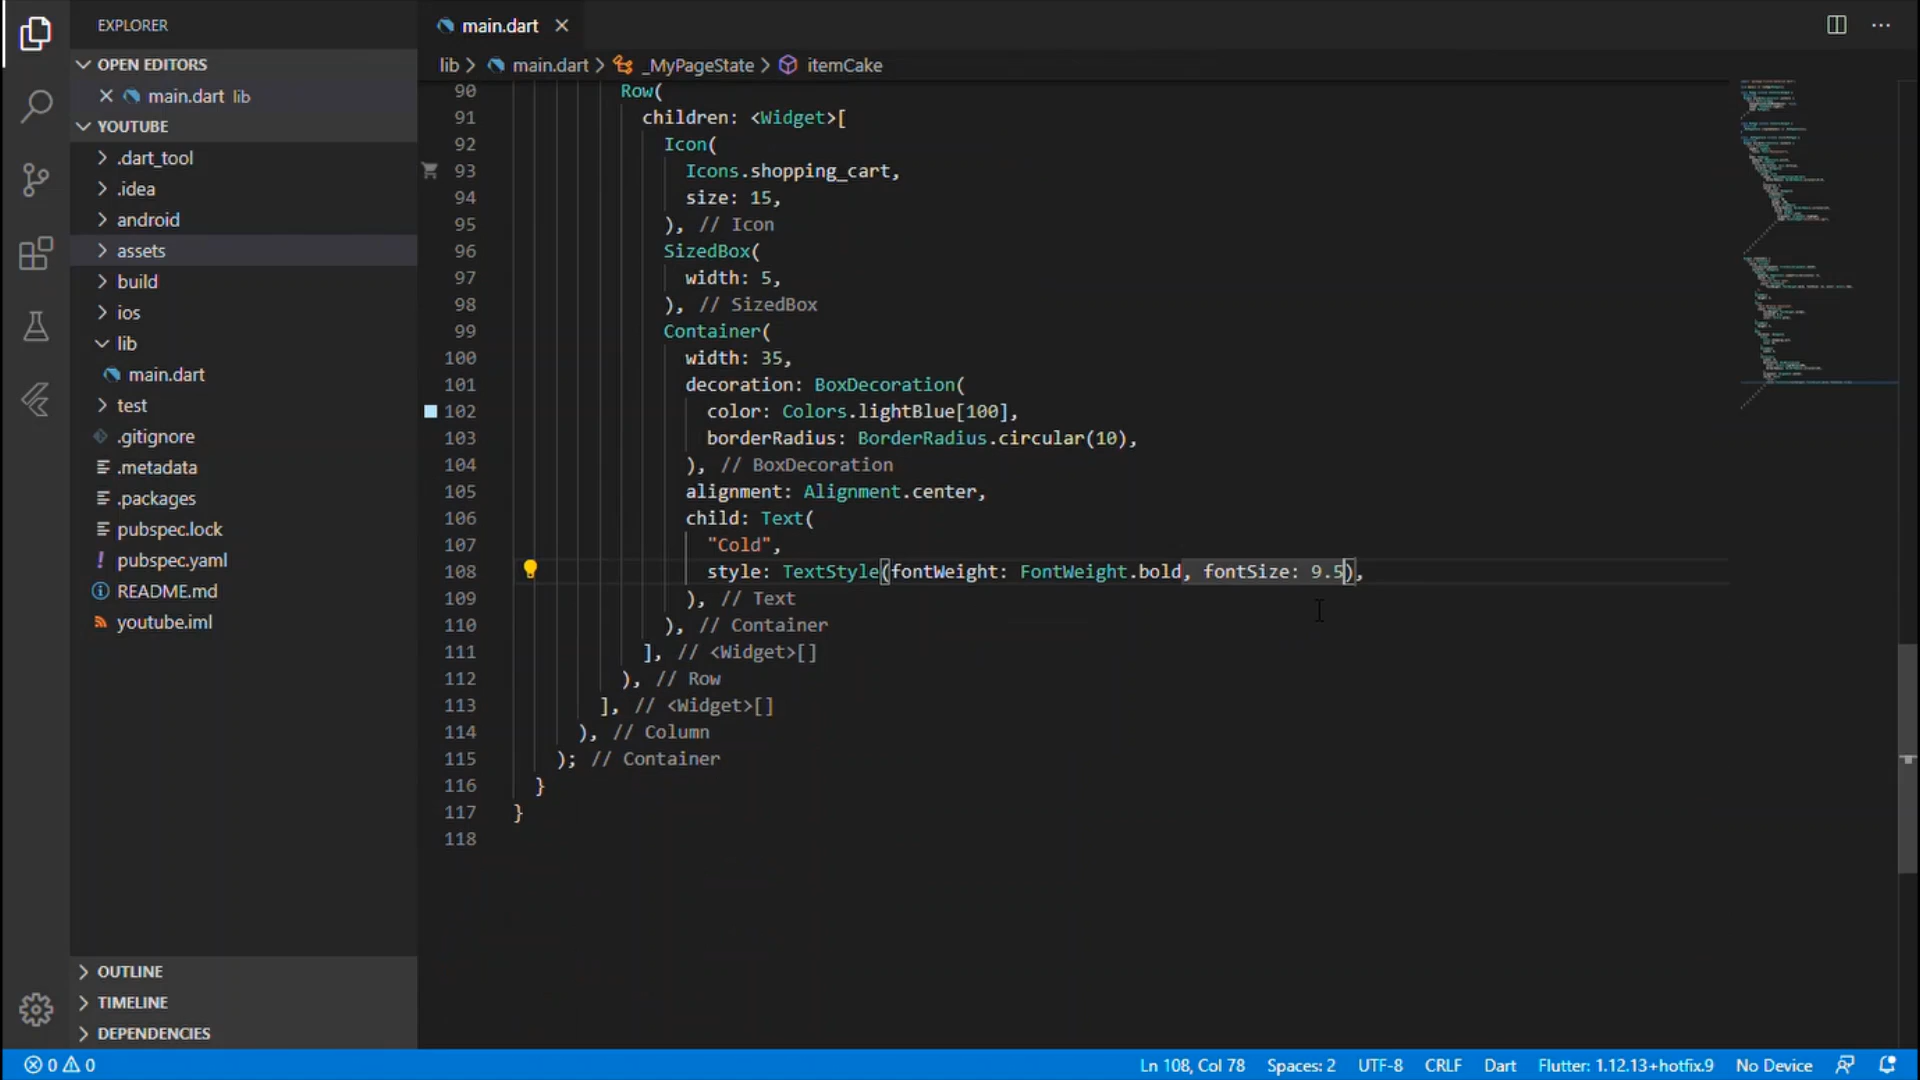 EXPLORER
OPEN EDITORS
main.dart lib
YOUTUBE
.dart_tool
.idea
android
assets
build
ios
lib
main.dart
test
.gitignore
.metadata
.packages
pubspec.lock
pubspec.yaml
README.md
youtube.iml
OUTLINE
TIMELINE
DEPENDENCIES
main.dart
lib > main.dart > _MyPageState > itemCake
90 Row(
91 children: <Widget>[
92 Icon(
93 Icons.shopping_cart,
94 size: 15,
95 ), // Icon
96 SizedBox(
97 width: 5,
98 ), // SizedBox
99 Container(
100 width: 35,
101 decoration: BoxDecoration(
102 color: Colors.lightBlue[100],
103 borderRadius: BorderRadius.circular(10),
104 ), // BoxDecoration
105 alignment: Alignment.center,
106 child: Text(
107 "Cold",
108 style: TextStyle(fontWeight: FontWeight.bold, fontSize: 9.5),
109 ), // Text
110 ), // Container
111 ], // <Widget>[]
112 ), // Row
113 ], // <Widget>[]
114 ), // Column
115 ); // Container
116 }
117 }
118
0 0
Ln 108, Col 78 Spaces: 2 UTF-8 CRLF Dart Flutter: 1.12.13+hotfix.9 No Device